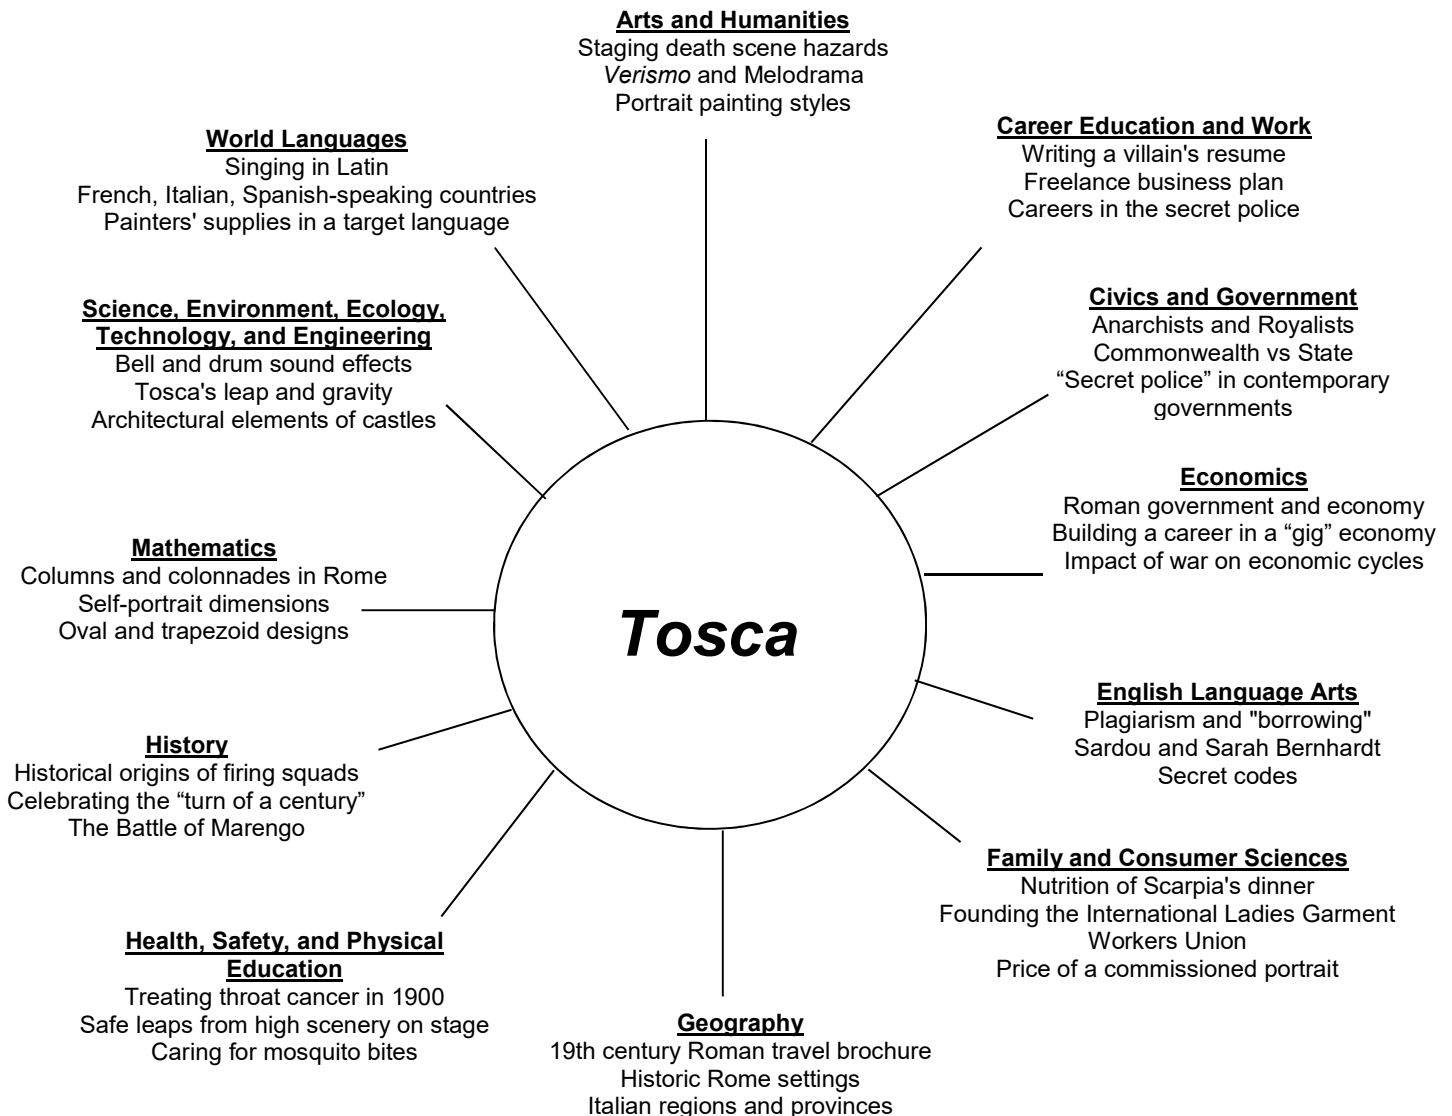 Arts and Humanities
Staging death scene hazards
Verismo and Melodrama
Portrait painting styles
Career Education and Work
Writing a villain's resume
Freelance business plan
Careers in the secret police
Civics and Government
Anarchists and Royalists
Commonwealth vs State
“Secret police” in contemporary
governments
Economics
Roman government and economy
Building a career in a “gig” economy
Impact of war on economic cycles
English Language Arts
Plagiarism and "borrowing"
Sardou and Sarah Bernhardt
Secret codes
Family and Consumer Sciences
Nutrition of Scarpia's dinner
Founding the International Ladies Garment
Workers Union
Price of a commissioned portrait
Geography
19th century Roman travel brochure
Historic Rome settings
Italian regions and provinces
Health, Safety, and Physical
Education
Treating throat cancer in 1900
Safe leaps from high scenery on stage
Caring for mosquito bites
History
Historical origins of firing squads
Celebrating the “turn of a century”
The Battle of Marengo
Mathematics
Columns and colonnades in Rome
Self-portrait dimensions
Oval and trapezoid designs
Science, Environment, Ecology,
Technology, and Engineering
Bell and drum sound effects
Tosca's leap and gravity
Architectural elements of castles
World Languages
Singing in Latin
French, Italian, Spanish-speaking countries
Painters' supplies in a target language
Tosca